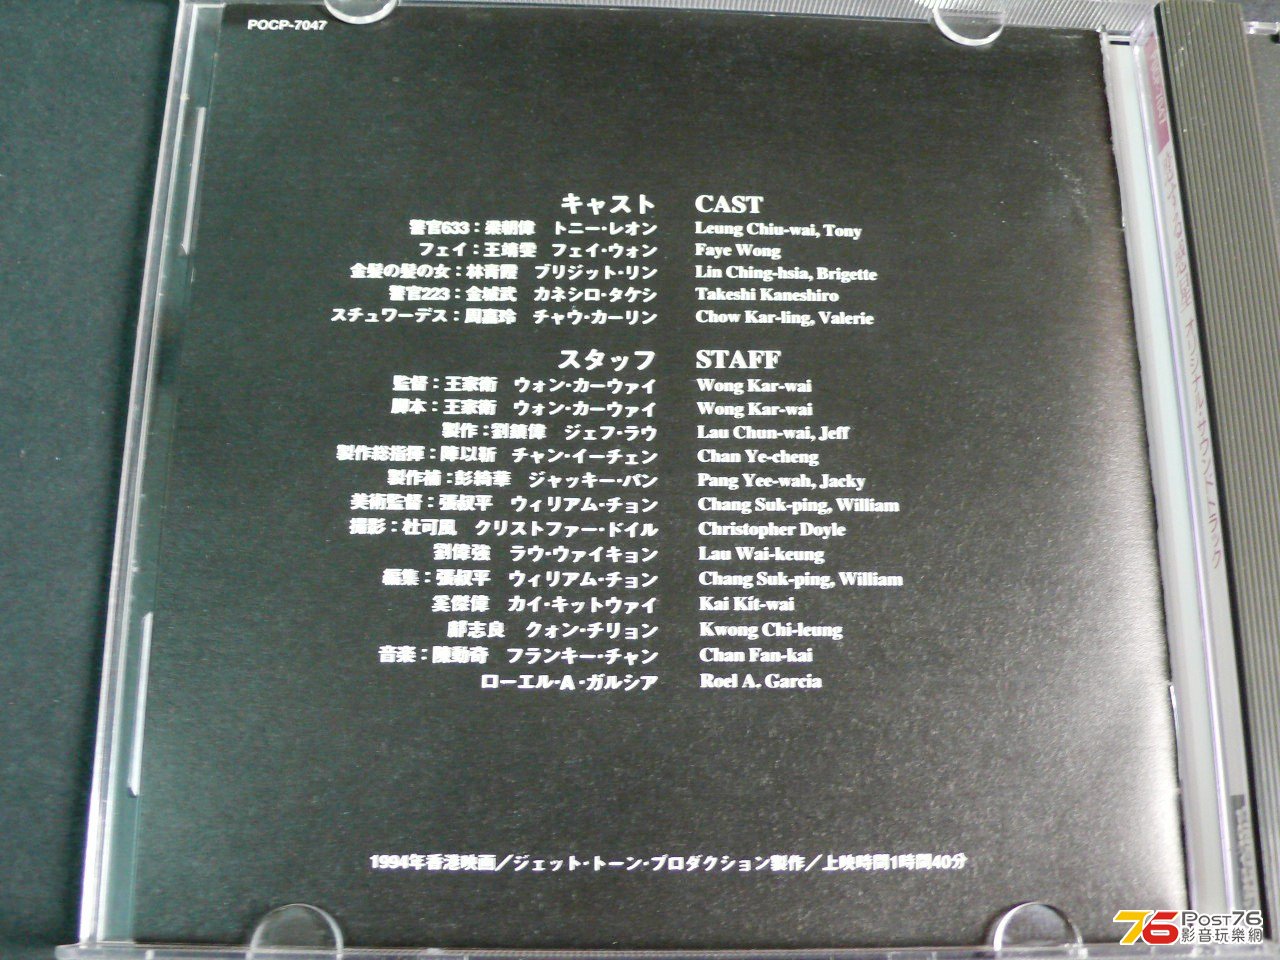 POCP-7047
キャスト CAST
警官633：梁朝偉 トニー・レオン Leung Chiu-wai, Tony
フェイ：王靖雯 フェイ・ウォン Faye Wong
金髪の髪の女：林青霞 ブリジット・リン Lin Ching-hsia, Brigette
警官223：金城武 カネシロ・タケシ Takeshi Kaneshiro
スチュワーデス：周嘉玲 チャウ・カーリン Chow Kar-ling, Valerie
スタッフ STAFF
監督：王家衛 ウォン・カーウァイ Wong Kar-wai
脚本：王家衛 ウォン・カーウァイ Wong Kar-wai
製作：劉鎮偉 ジェフ・ラウ Lau Chun-wai, Jeff
製作総指揮：陣以靳 チャン・イーチェン Chan Ye-cheng
製作補：彭綺華 ジャッキー・パン Pang Yee-wah, Jacky
美術監督：張叔平 ウィリアム・チョン Chang Suk-ping, William
撮影：杜可風 クリストファー・ドイル Christopher Doyle
劉偉強 ラウ・ウァイキョン Lau Wai-keung
編集：張叔平 ウィリアム・チョン Chang Suk-ping, William
奚傑偉 カイ・キットウァイ Kai Kit-wai
鄺志良 クォン・チリョン Kwong Chi-leung
音楽：陳勳奇 フランキー・チャン Chan Fan-kai
ローエル・A・ガルシア Roel A. Garcia
1994年香港映画／ジェット・トーン・プロダクション製作／上映時間1時間40分
76 POST76
影音玩樂網